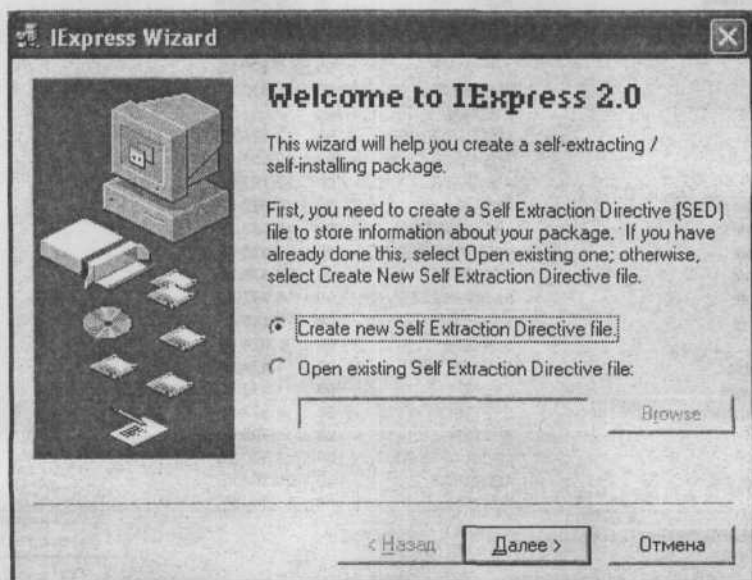 IExpress Wizard
Welcome to IExpress 2.0
This wizard will help you create a self-extracting /
self-installing package.
First, you need to create a Self Extraction Directive (SED)
file to store information about your package. If you have
already done this, select Open existing one; otherwise,
select Create New Self Extraction Directive file.
Create new Self Extraction Directive file.
Open existing Self Extraction Directive file:
Browse
< Назад
Далее >
Отмена